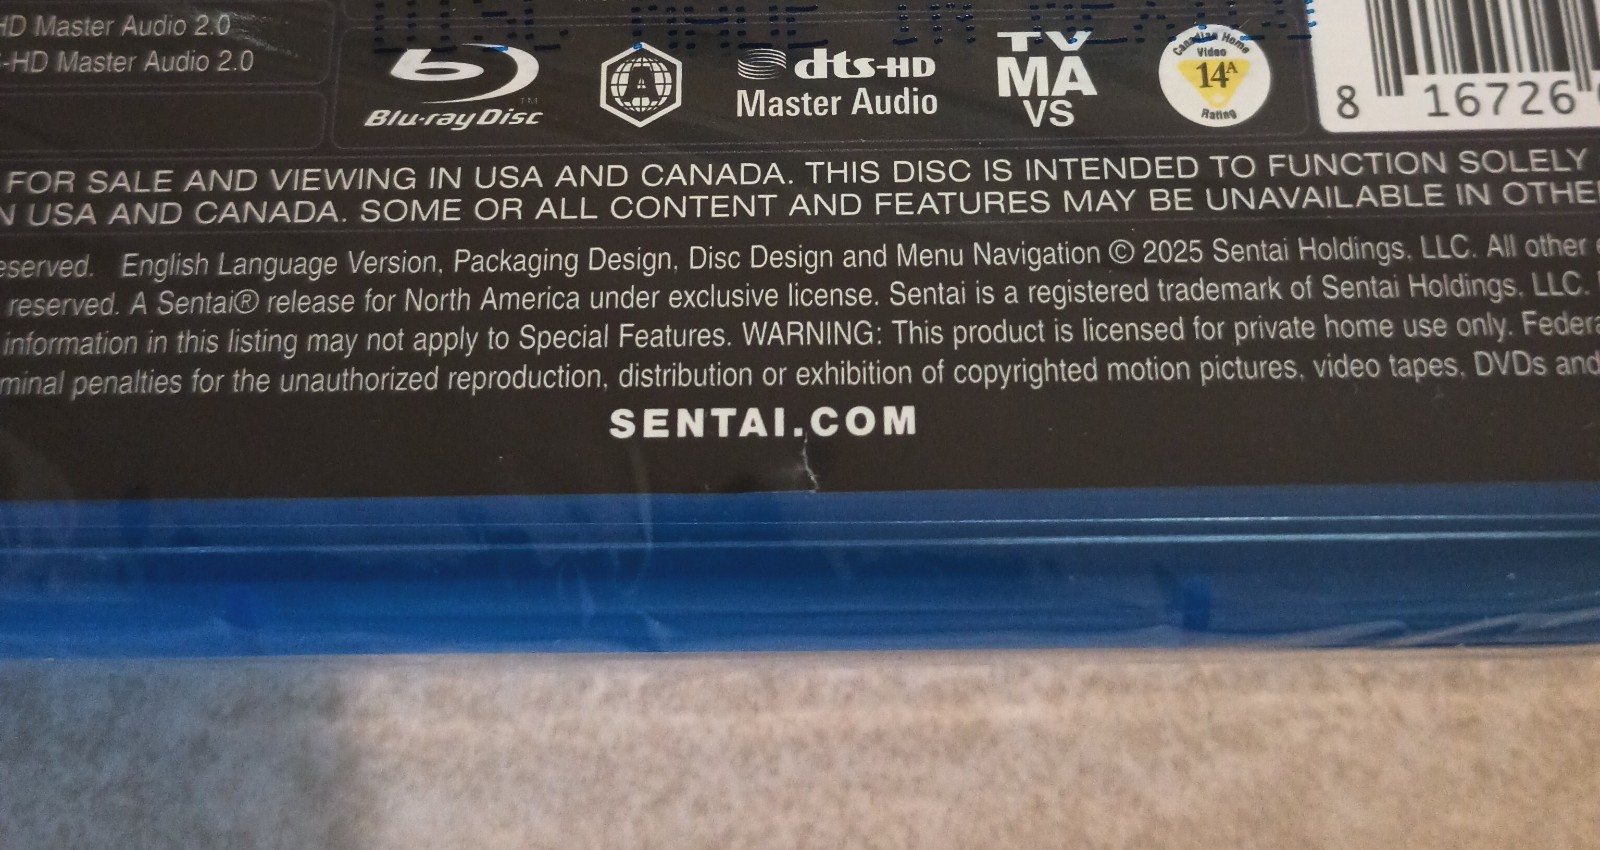 HD Master Audio 2.0
-HD Master Audio 2.0
Blu-ray Disc™
A
dts-HD
Master Audio
TV
MA
VS
Canadian Home
Video
14A
Rating
8 16726
FOR SALE AND VIEWING IN USA AND CANADA. THIS DISC IS INTENDED TO FUNCTION SOLELY
N USA AND CANADA. SOME OR ALL CONTENT AND FEATURES MAY BE UNAVAILABLE IN OTHE
eserved. English Language Version, Packaging Design, Disc Design and Menu Navigation © 2025 Sentai Holdings, LLC. All other
reserved. A Sentai® release for North America under exclusive license. Sentai is a registered trademark of Sentai Holdings, LLC.
information in this listing may not apply to Special Features. WARNING: This product is licensed for private home use only. Federa
minal penalties for the unauthorized reproduction, distribution or exhibition of copyrighted motion pictures, video tapes, DVDs and
SENTAI.COM